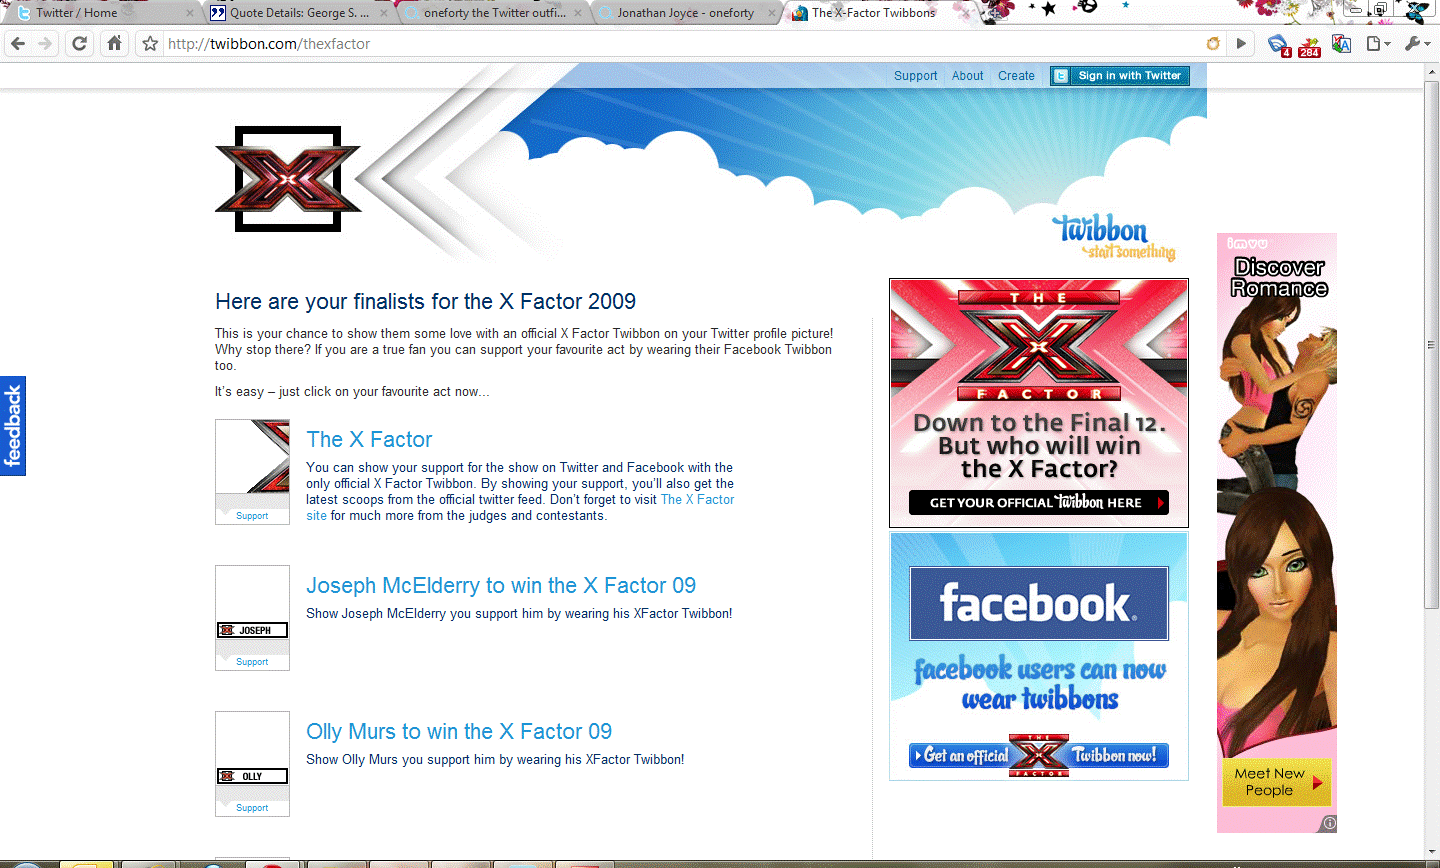 Twitter / Home
Quote Details: George S. ...
oneforty the Twitter outfi...
Jonathan Joyce - oneforty
The X-Factor Twibbons
http://twibbon.com/thexfactor
4
284
Support
About
Create
Sign in with Twitter
twibbon
start something
feedback
Here are your finalists for the X Factor 2009
This is your chance to show them some love with an official X Factor Twibbon on your Twitter profile picture!
Why stop there? If you are a true fan you can support your favourite act by wearing their Facebook Twibbon
too.
It's easy – just click on your favourite act now...
The X Factor
You can show your support for the show on Twitter and Facebook with the
only official X Factor Twibbon. By showing your support, you'll also get the
latest scoops from the official twitter feed. Don't forget to visit The X Factor
site for much more from the judges and contestants.
Support
Joseph McElderry to win the X Factor 09
Show Joseph McElderry you support him by wearing his XFactor Twibbon!
JOSEPH
Support
Olly Murs to win the X Factor 09
Show Olly Murs you support him by wearing his XFactor Twibbon!
OLLY
Support
THE
X
FACTOR
Down to the Final 12.
But who will win
the X Factor?
GET YOUR OFFICIAL twibbon HERE
facebook
facebook users can now
wear twibbons
Get an official THE X FACTOR Twibbon now!
imvu
Discover
Romance
Meet New
People